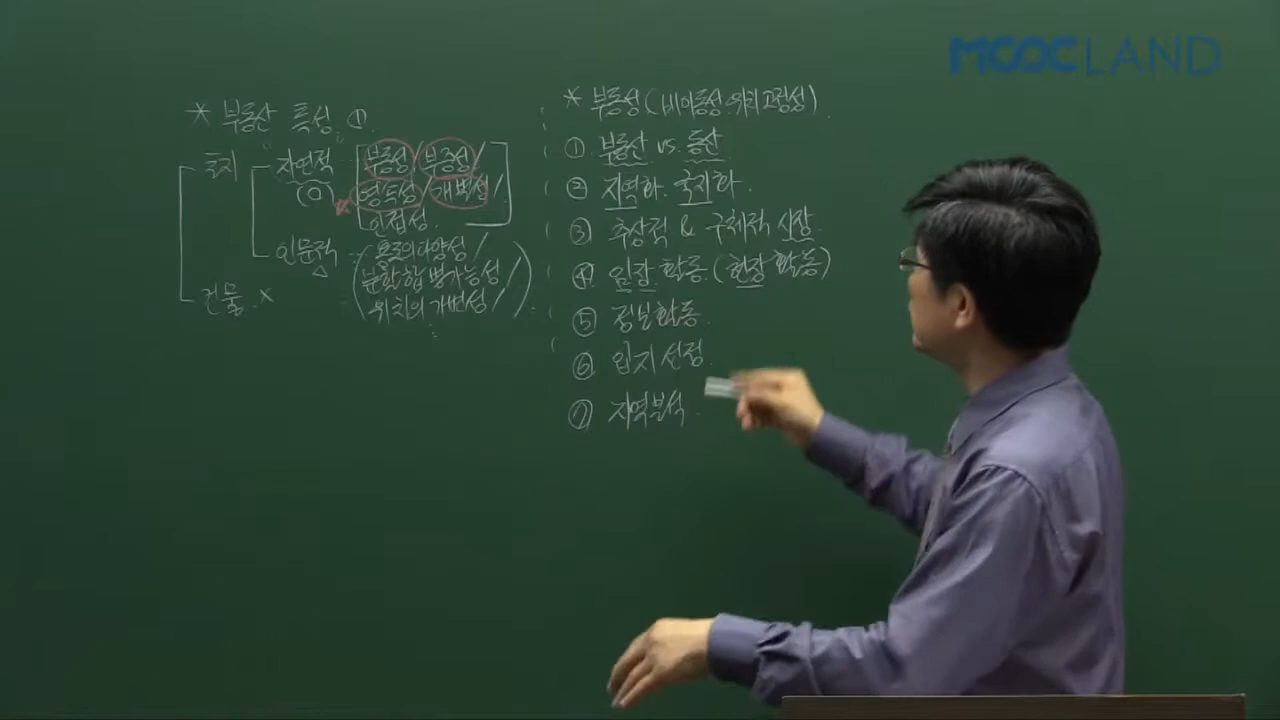 MOOCLAND
* 부동산 특성 ①.
토지 자연적 부동성/부증성/
(○) 영속성/개별성/
인접성.
인문적 용도의 다양성/
△ 분할·합병가능성/
건물. × 위치의 가변성/
* 부동성(비이동성·위치고정성)
① 부동산 vs. 동산
② 지역화. 국지화.
③ 추상적 & 구체적 시장.
④ 임장 활동.(현장 활동)
⑤ 정보활동.
⑥ 입지선정.
⑦ 지역분석.